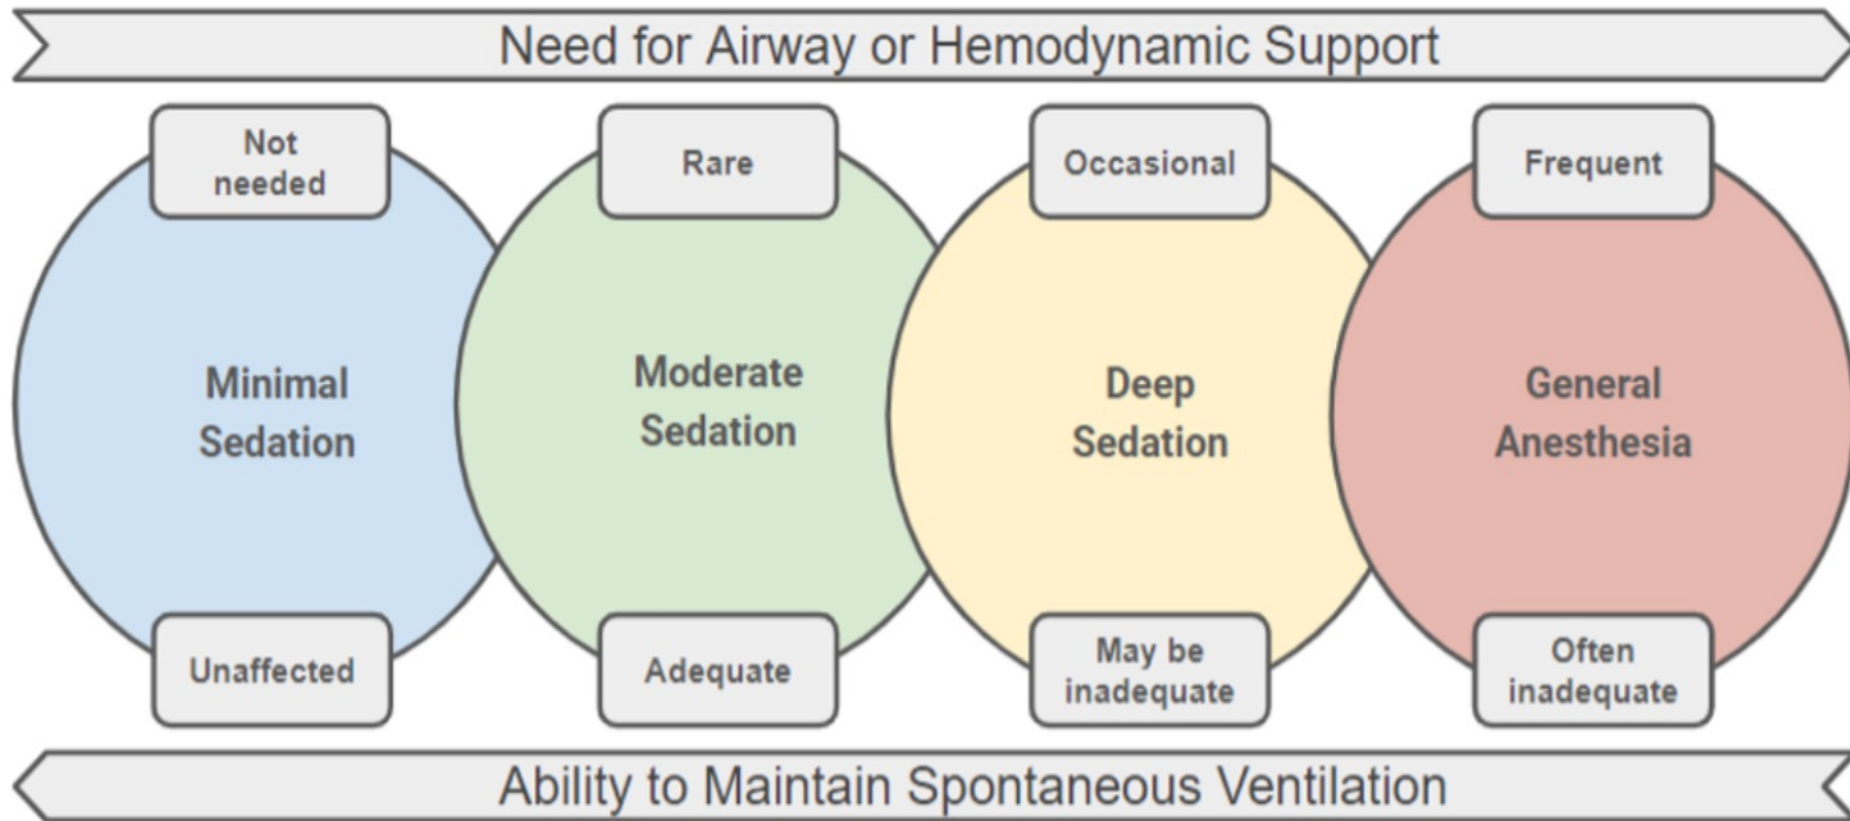 Need for Airway or Hemodynamic Support
Not
needed
Rare
Occasional
Frequent
Minimal
Sedation
Moderate
Sedation
Deep
Sedation
General
Anesthesia
Unaffected
Adequate
May be
inadequate
Often
inadequate
Ability to Maintain Spontaneous Ventilation